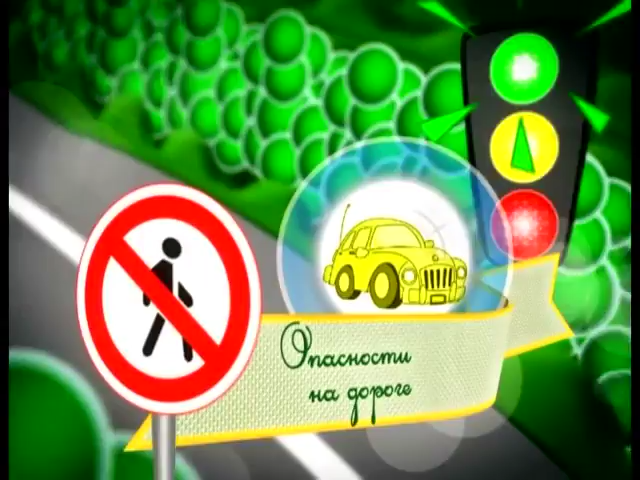 Опасности
на дороге